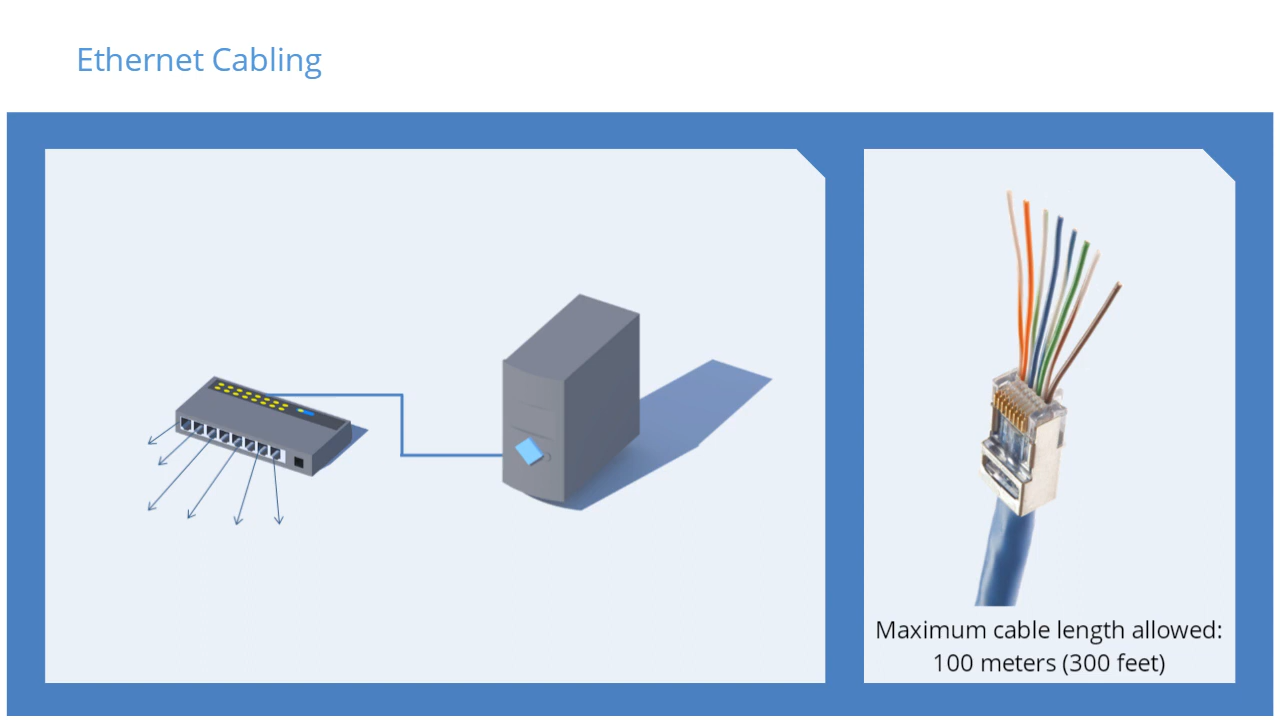 Ethernet Cabling
Maximum cable length allowed:
100 meters (300 feet)